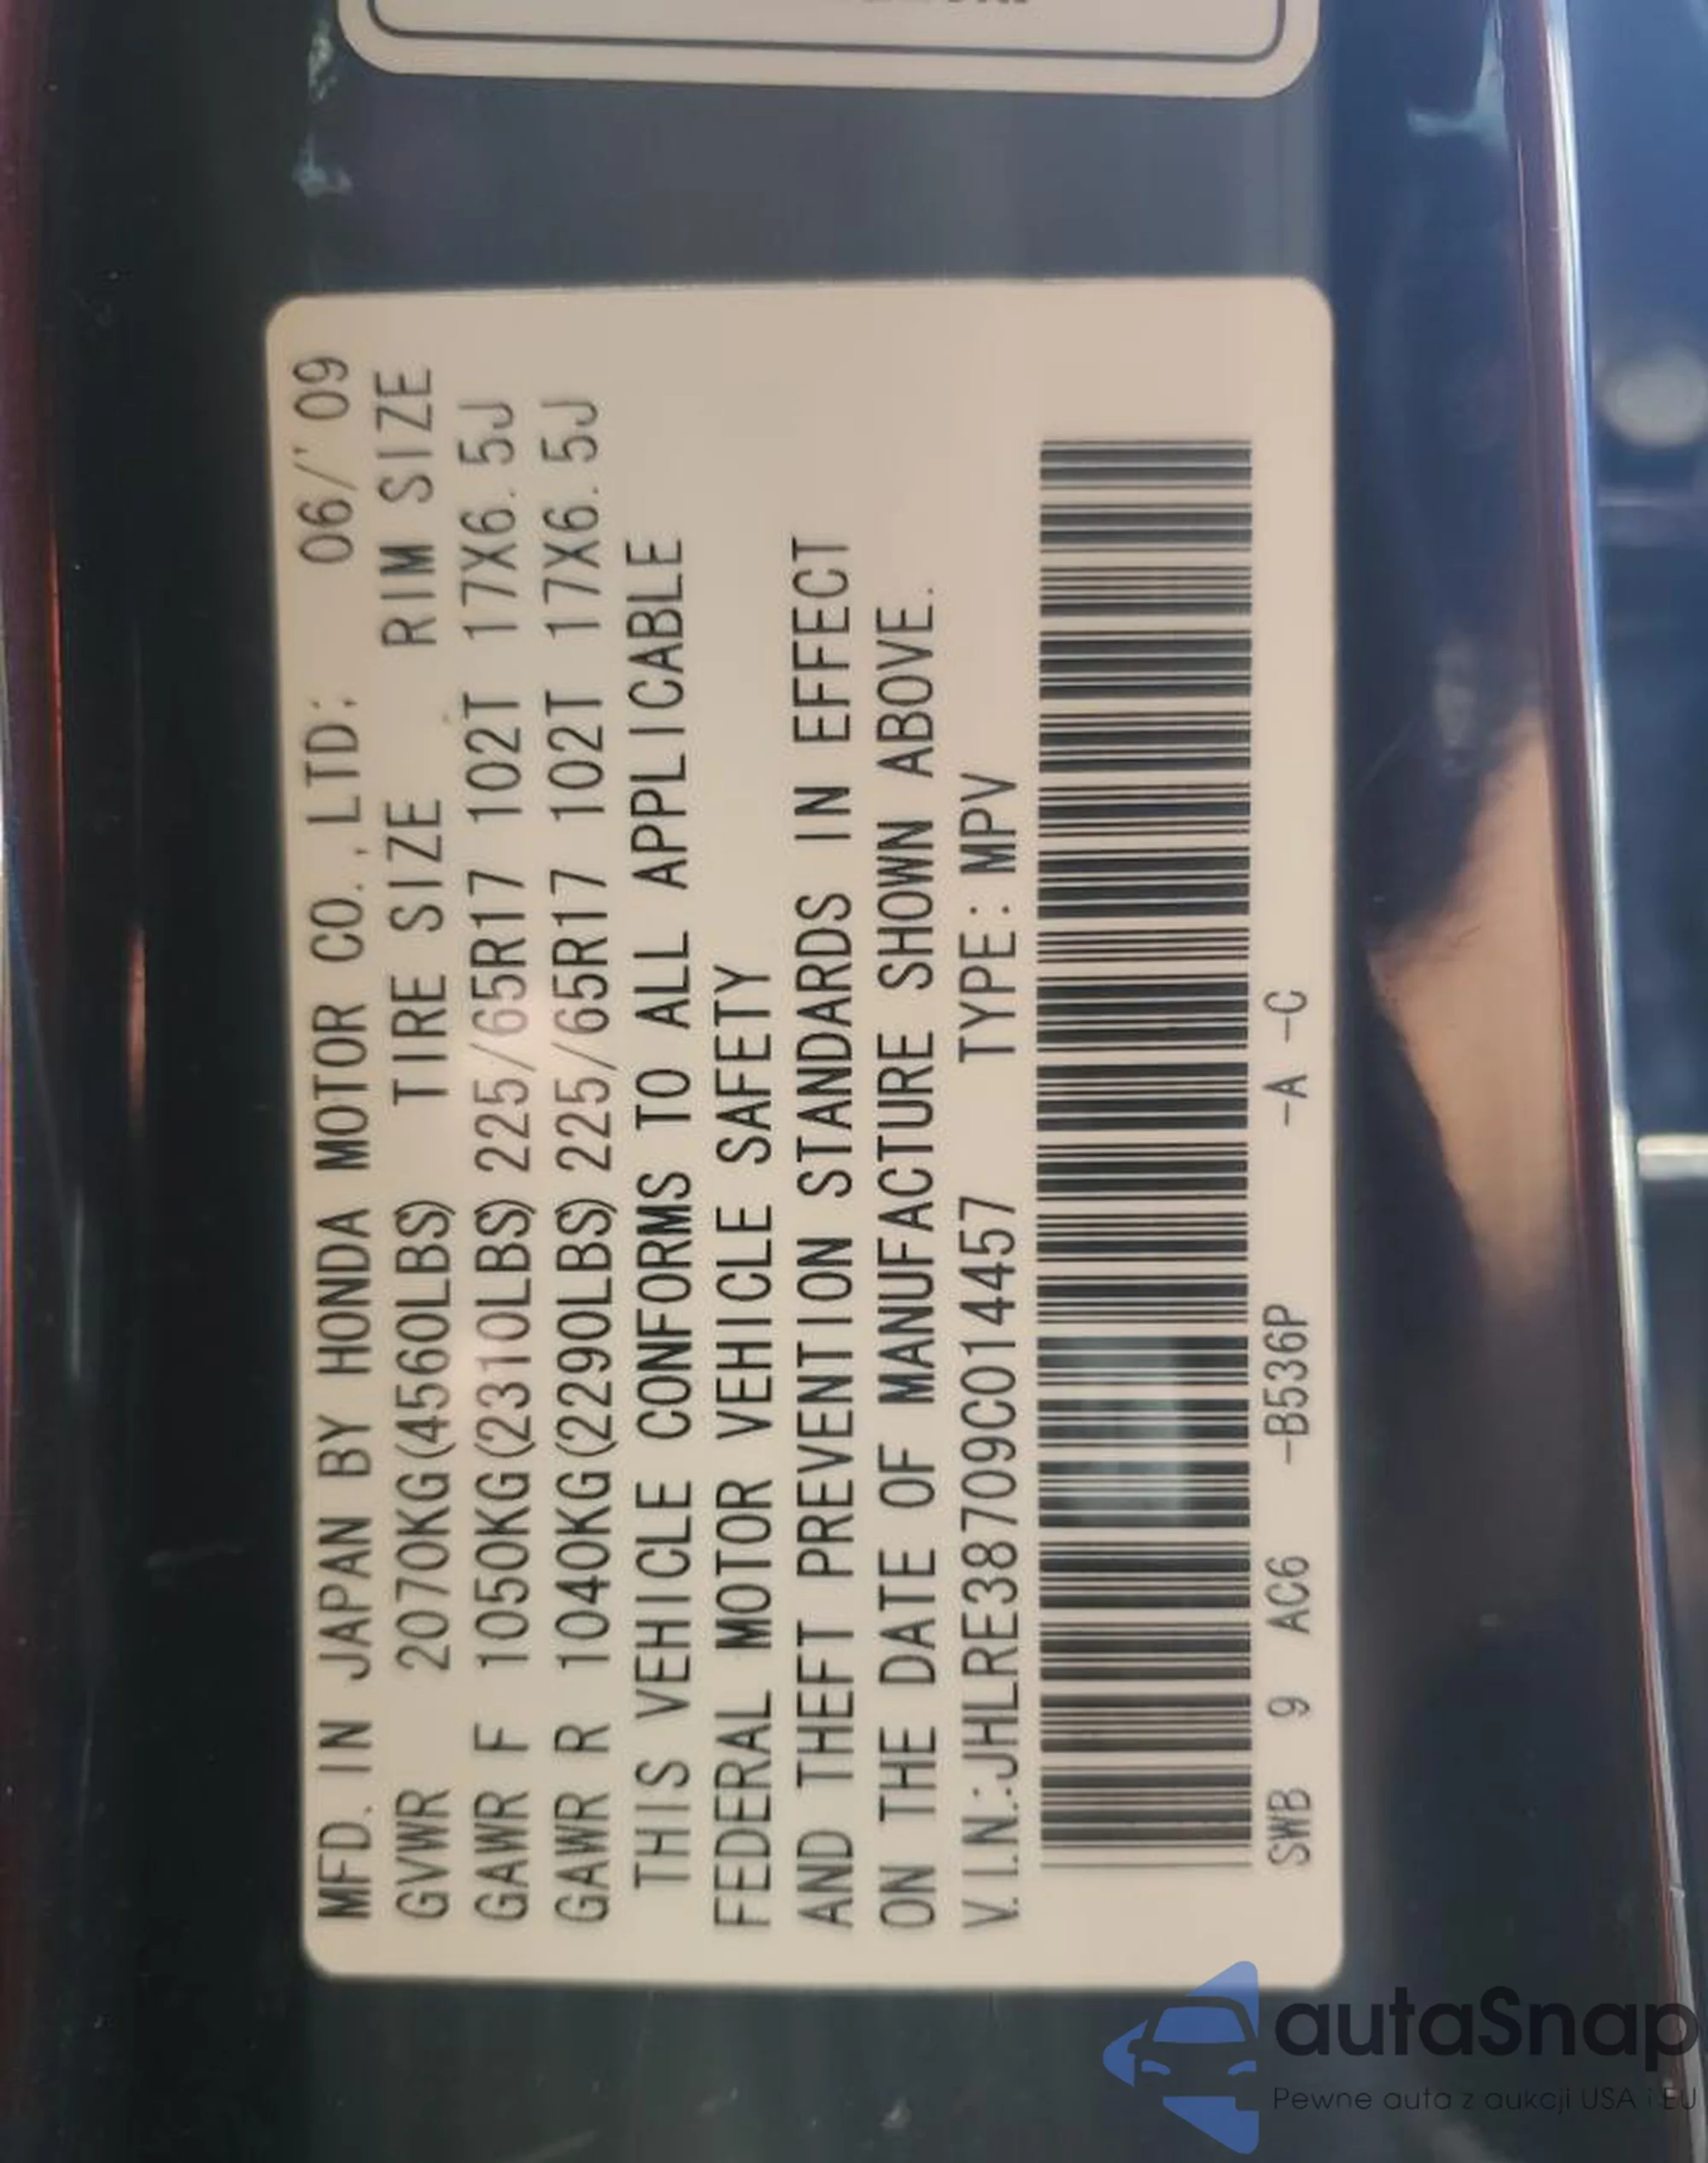 MFD. IN JAPAN BY HONDA MOTOR CO.,LTD: 06/'09
GVWR 2070KG(4560LBS) TIRE SIZE RIM SIZE
GAWR F 1050KG(2310LBS) 225/65R17 102T 17X6.5J
GAWR R 1040KG(2290LBS) 225/65R17 102T 17X6.5J
THIS VEHICLE CONFORMS TO ALL APPLICABLE
FEDERAL MOTOR VEHICLE SAFETY
AND THEFT PREVENTION STANDARDS IN EFFECT
ON THE DATE OF MANUFACTURE SHOWN ABOVE.
V.I.N.:JHLRE38709C014457 TYPE:MPV
SWB 9 AC6 -B536P -A -C
autaSnap
Pewne auta z aukcji USA i EU